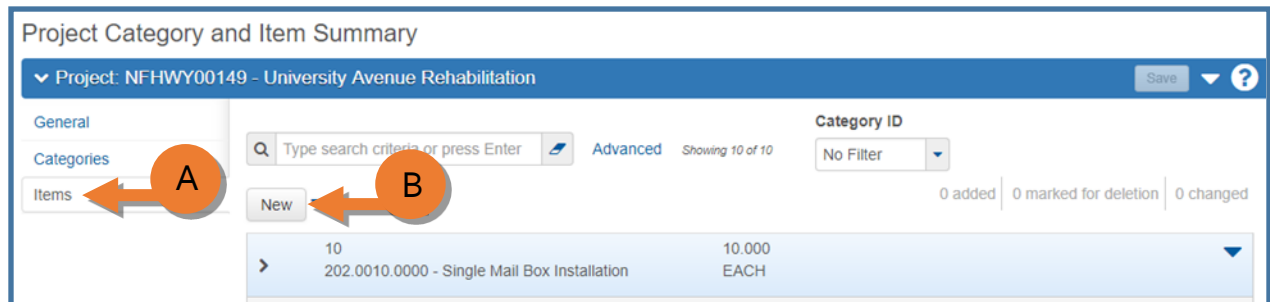 Project Category and Item Summary
Project: NFHWY00149 - University Avenue Rehabilitation
Save
?
General
Categories
Items
A
Type search criteria or press Enter
Advanced
Showing 10 of 10
Category ID
No Filter
New
B
0 added
0 marked for deletion
0 changed
10
10.000
202.0010.0000 - Single Mail Box Installation
EACH